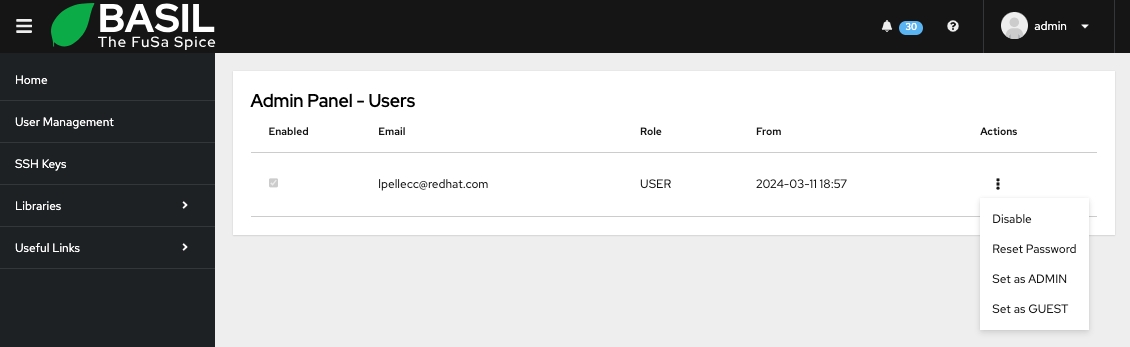 BASIL
The FuSa Spice
30
admin
Home
User Management
SSH Keys
Libraries
Useful Links
Admin Panel - Users
Enabled Email Role From Actions
lpellecc@redhat.com USER 2024-03-11 18:57
Disable
Reset Password
Set as ADMIN
Set as GUEST